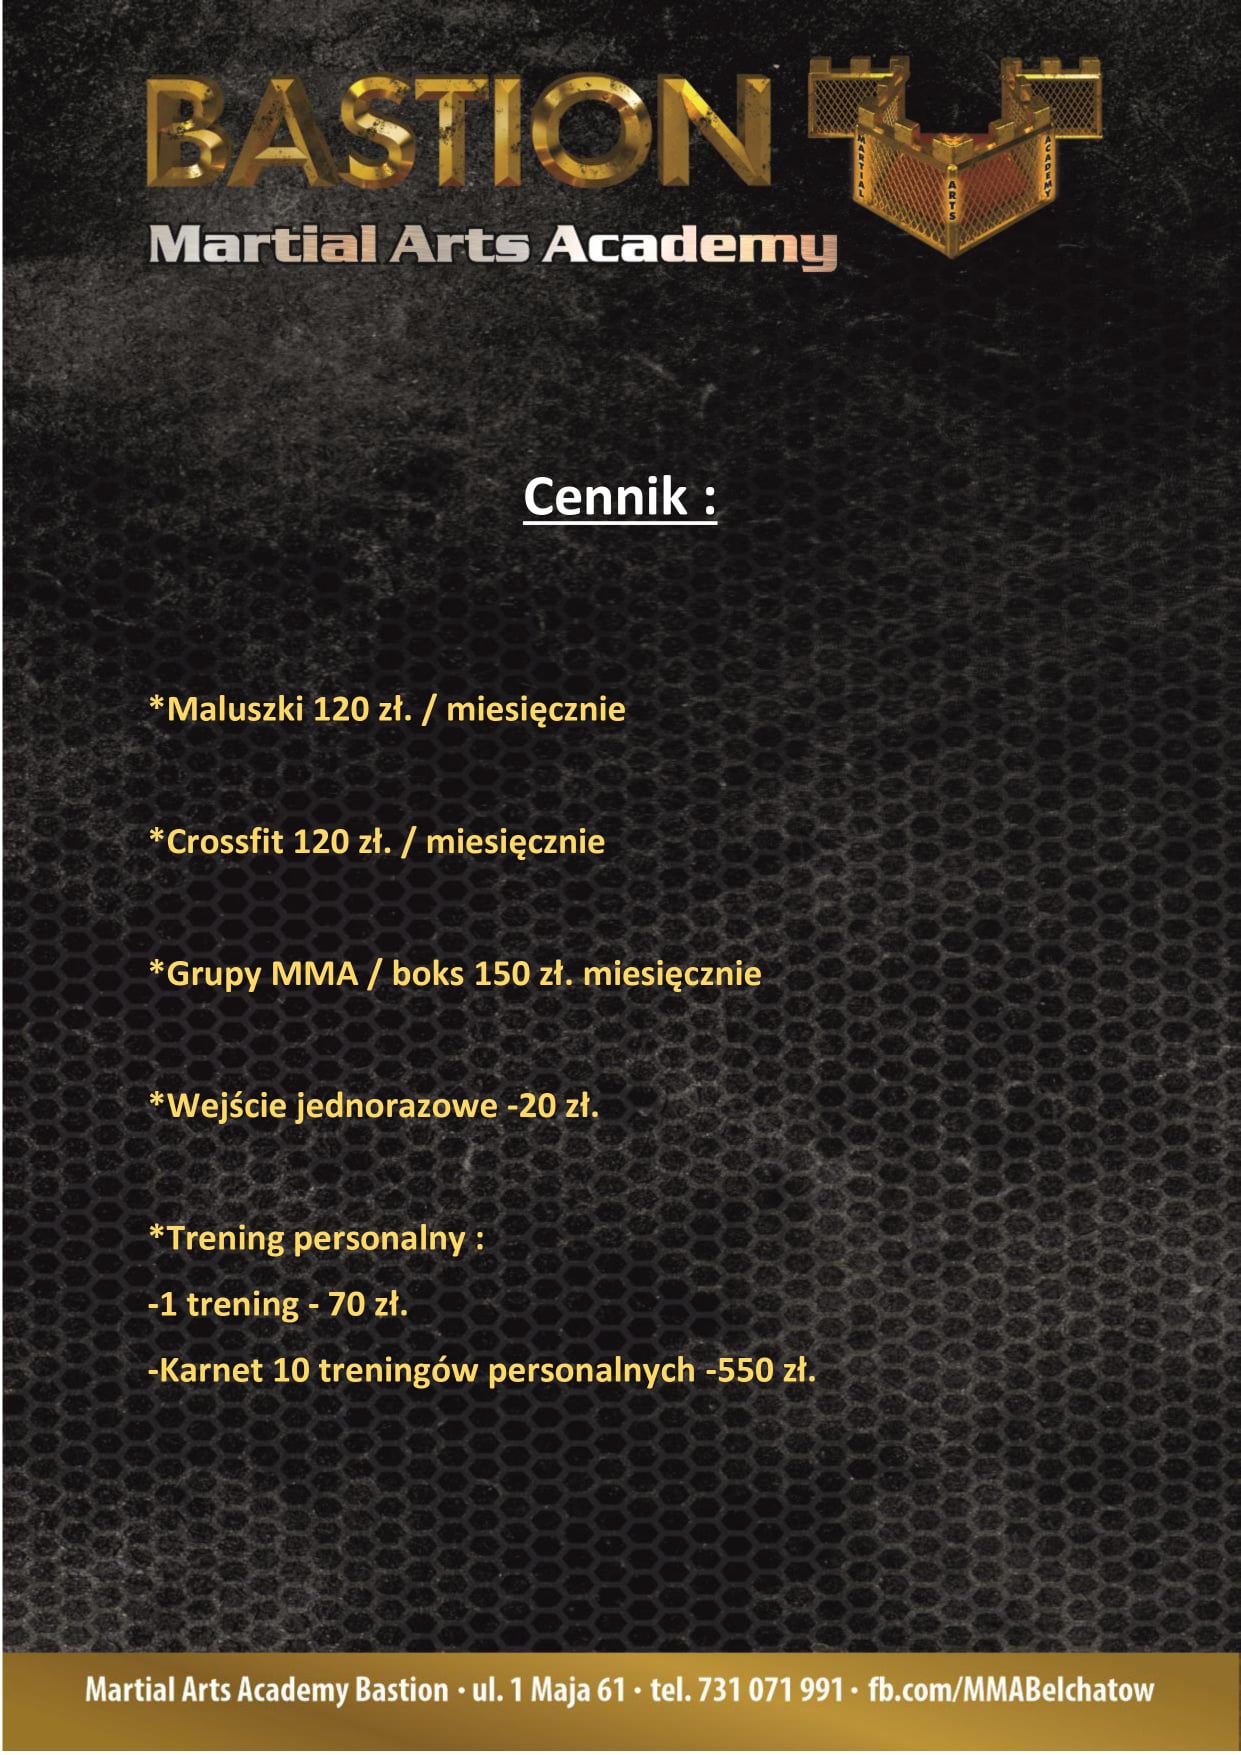 BASTION
MARTIAL ARTS ACADEMY
Martial Arts Academy
Cennik :
*Maluszki 120 zł. / miesięcznie
*Crossfit 120 zł. / miesięcznie
*Grupy MMA / boks 150 zł. miesięcznie
*Wejście jednorazowe -20 zł.
*Trening personalny :
-1 trening - 70 zł.
-Karnet 10 treningów personalnych -550 zł.
Martial Arts Academy Bastion · ul. 1 Maja 61 · tel. 731 071 991 · fb.com/MMABelchatow